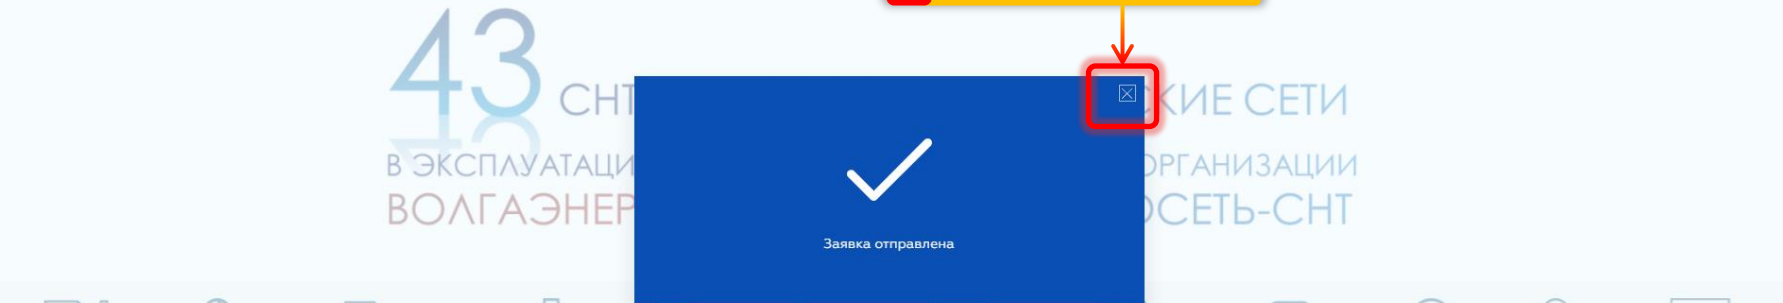 43 СНТ
КИЕ СЕТИ
В ЭКСПЛУАТАЦИ
ОРГАНИЗАЦИИ
ВОЛГАЭНЕР
ОСЕТЬ-СНТ
Заявка отправлена